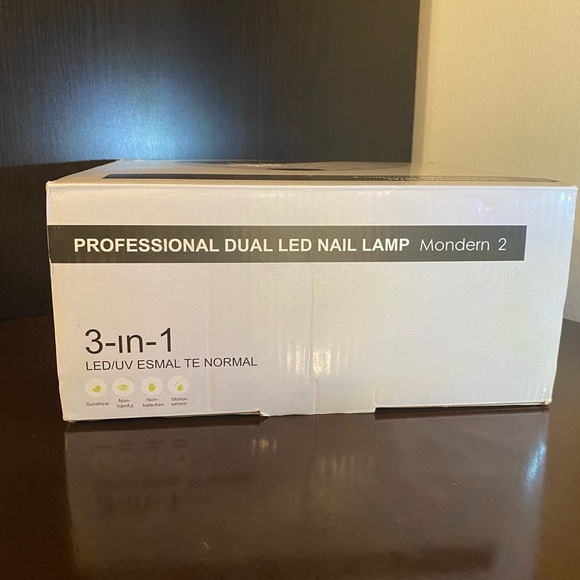 PROFESSIONAL DUAL LED NAIL LAMP Mondern 2
3-in-1
LED/UV ESMAL TE NORMAL
Sunshine Non-harmful Non-balacken Motion sensor